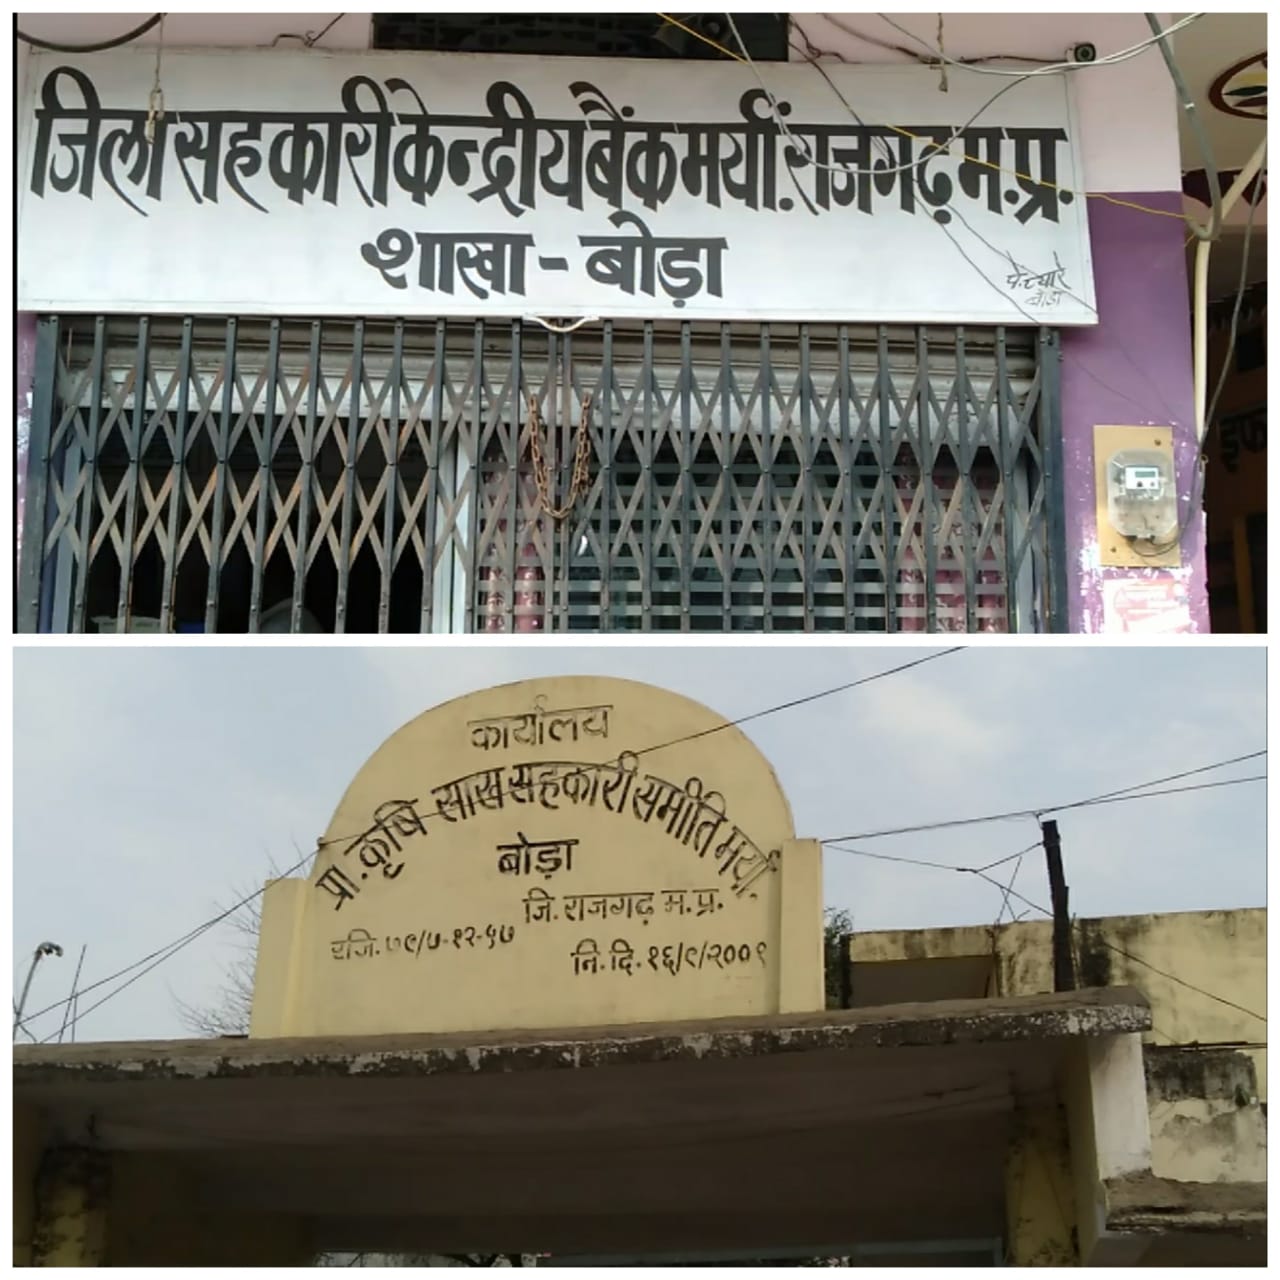 जिला सहकारी केन्द्रीय बैंक मर्या. राजगढ़ म.प्र.
शाखा - बोड़ा
पे. प्यारे
बोड़ा
कार्यालय
प्रा. कृषि साख सहकारी समीति मर्या.
बोड़ा
जि. राजगढ़ म.प्र.
रजि. ७९/७-१२-५७
नि. दि. १६/९/२००९